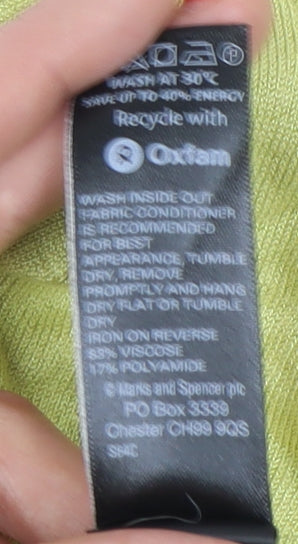 P
WASH AT 30°C
SAVE UP TO 40% ENERGY
Recycle with
Oxfam
WASH INSIDE OUT
FABRIC CONDITIONER
IS RECOMMENDED
FOR BEST
APPEARANCE, TUMBLE
DRY, REMOVE
PROMPTLY AND HANG
DRY FLAT OR TUMBLE
DRY
IRON ON REVERSE
83% VISCOSE
17% POLYAMIDE
© Marks and Spencer plc
PO Box 3339
Chester CH99 9QS
S64C